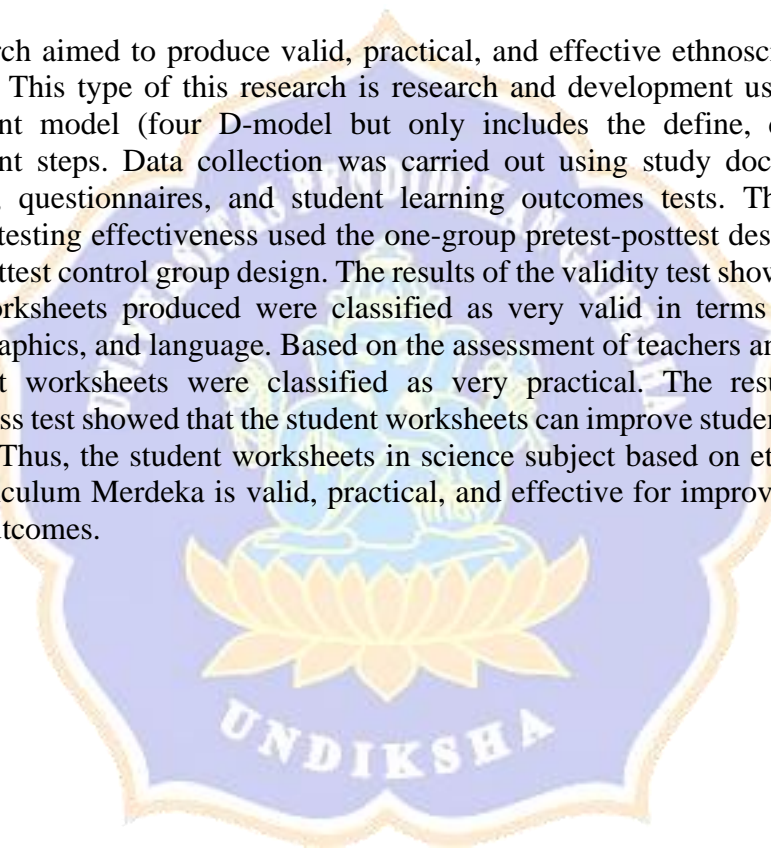 rch aimed to produce valid, practical, and effective ethnosci
This type of this research is research and development us
nt model (four D-model but only includes the define,
nt steps. Data collection was carried out using study doc
, questionnaires, and student learning outcomes tests. Th
testing effectiveness used the one-group pretest-posttest des
ttest control group design. The results of the validity test show
orksheets produced were classified as very valid in terms
aphics, and language. Based on the assessment of teachers an
t worksheets were classified as very practical. The resu
ss test showed that the student worksheets can improve studen
Thus, the student worksheets in science subject based on et
culum Merdeka is valid, practical, and effective for improv
utcomes.
UNIVERSITAS PENDIDIKAN GANESHA
UNDIKSHA